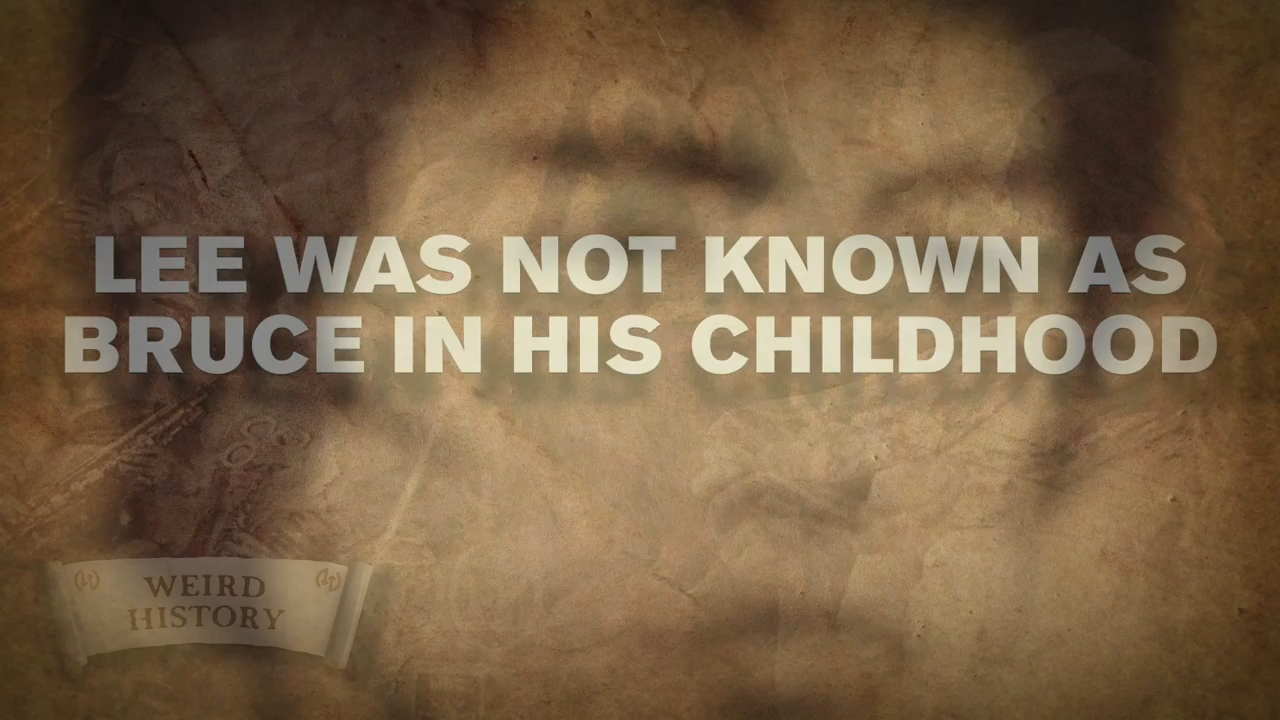 LEE WAS NOT KNOWN AS
BRUCE IN HIS CHILDHOOD
WEIRD
HISTORY